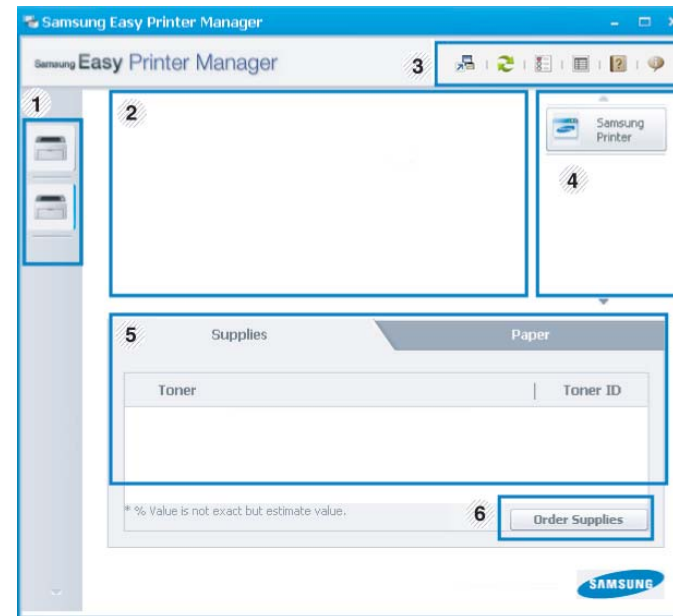 Samsung Easy Printer Manager
Samsung Easy Printer Manager
3
1
2
Samsung
Printer
4
5
Supplies
Paper
Toner
Toner ID
* % Value is not exact but estimate value.
6
Order Supplies
SAMSUNG